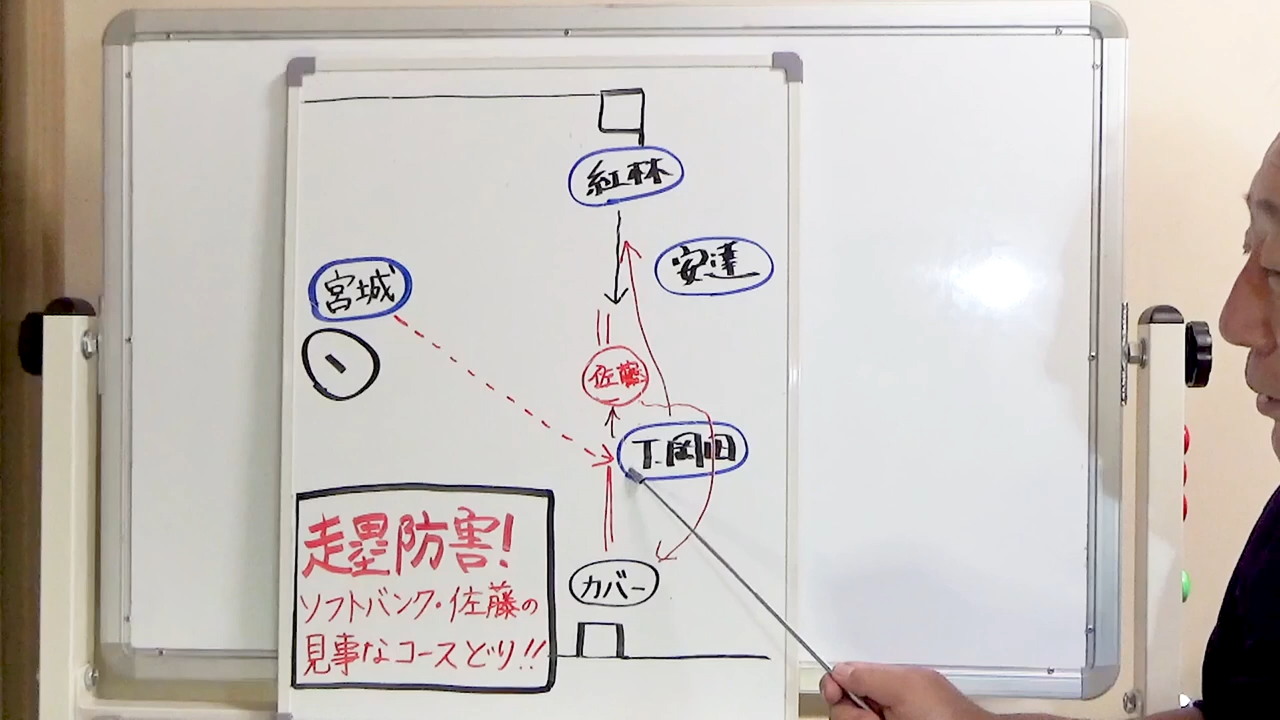 紅林
安達
宮城
佐藤
T.岡田
カバー
走塁防害!
ソフトバンク・佐藤の
見事なコースどり!!